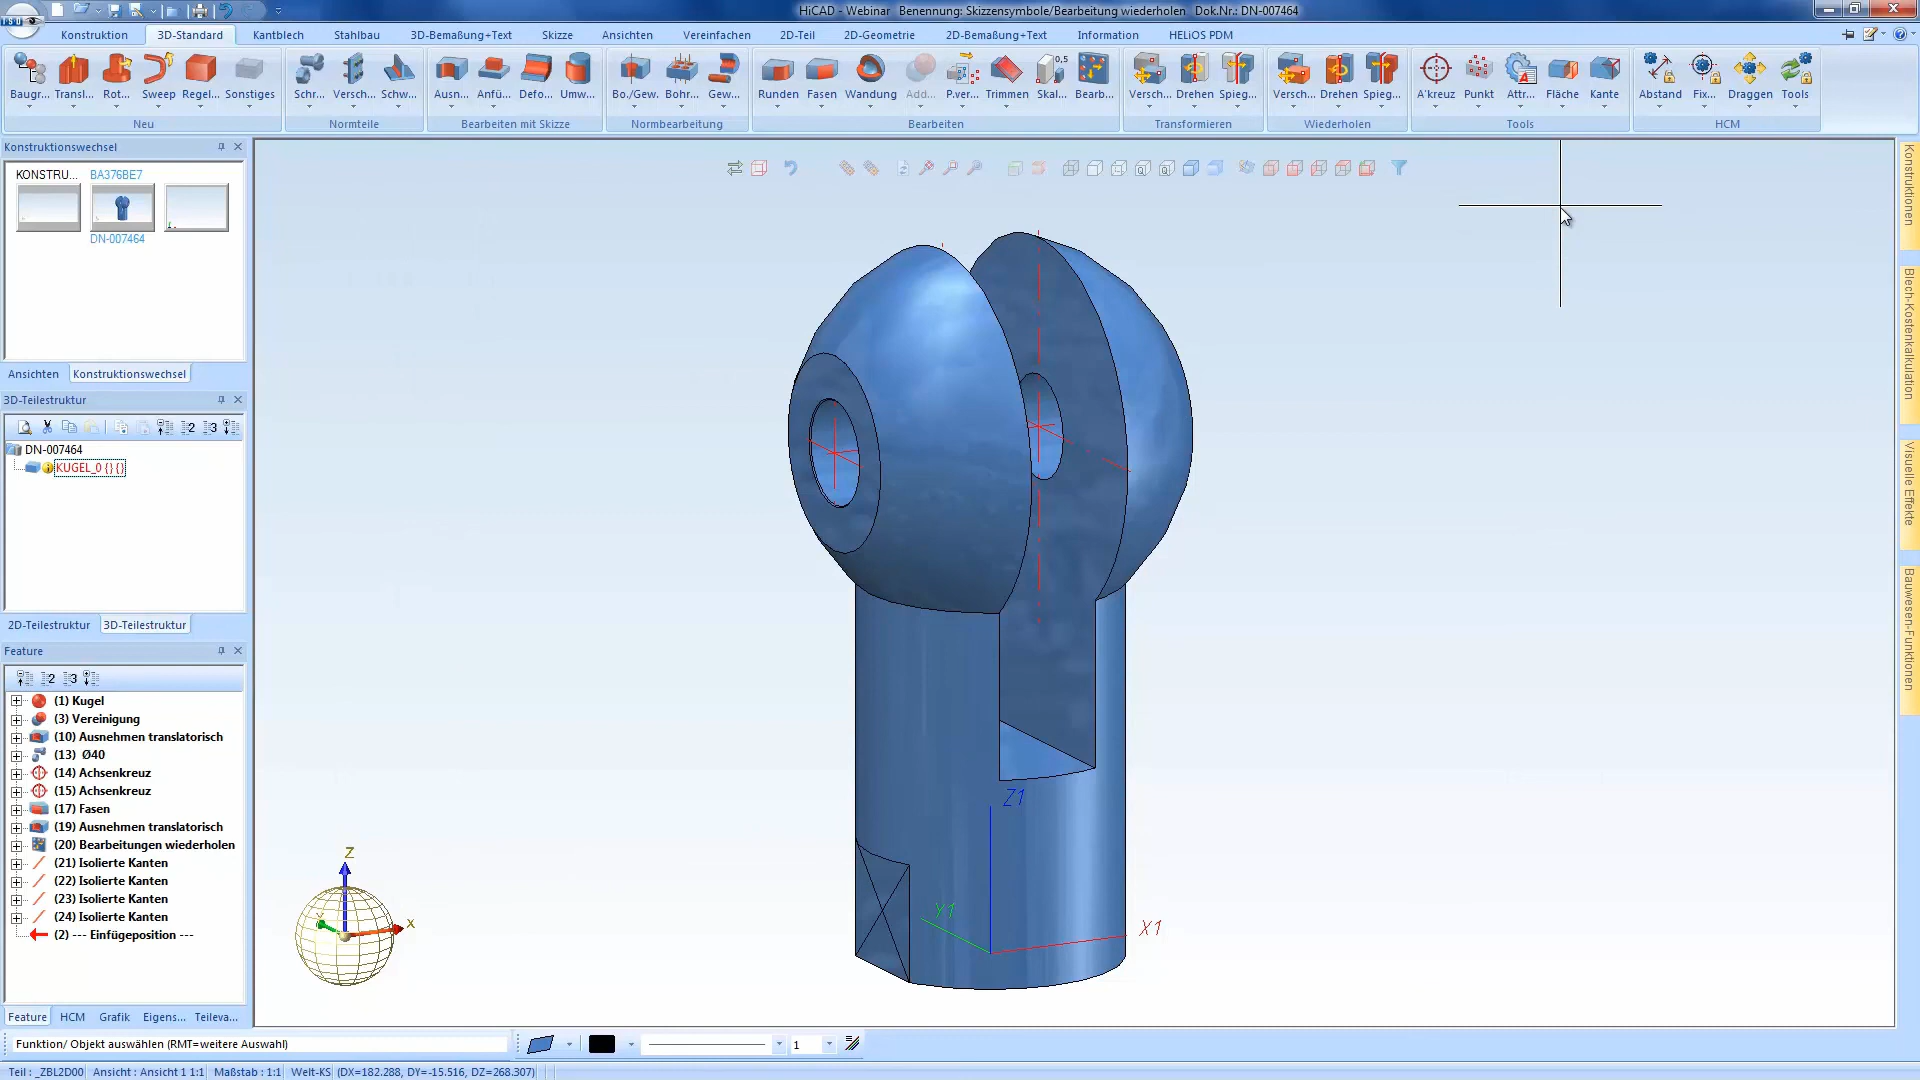 HiCAD - Webinar   Benennung: Skizzensymbole/Bearbeitung wiederholen   Dok.Nr.: DN-007464
Konstruktion 3D-Standard Kantblech Stahlbau 3D-Bemaßung+Text Skizze Ansichten Vereinfachen 2D-Teil 2D-Geometrie 2D-Bemaßung+Text Information HELiOS PDM
Baugr... Transl... Rot... Sweep Regel... Sonstiges Schr... Versch... Schw... Ausn... Anfü... Defo... Umw... Bo./Gew. Bohr... Gew... Runden Fasen Wandung Add... P.ver... Trimmen Skal... Bearb... Versch... Drehen Spieg... Versch... Drehen Spieg... A'kreuz Punkt Attr... Fläche Kante Abstand Fix... Draggen Tools
Neu Normteile Bearbeiten mit Skizze Normbearbeitung Bearbeiten Transformieren Wiederholen Tools HCM
Konstruktionswechsel
KONSTRU... BA376BE7
DN-007464
Ansichten Konstruktionswechsel
3D-Teilestruktur
2 3
DN-007464
KUGEL_0 {} {}
2D-Teilestruktur 3D-Teilestruktur
Feature
2 3
(1) Kugel
(3) Vereinigung
(10) Ausnehmen translatorisch
(13) Ø40
(14) Achsenkreuz
(15) Achsenkreuz
(17) Fasen
(19) Ausnehmen translatorisch
(20) Bearbeitungen wiederholen
(21) Isolierte Kanten
(22) Isolierte Kanten
(23) Isolierte Kanten
(24) Isolierte Kanten
(2) --- Einfügeposition ---
Feature HCM Grafik Eigens... Teileva...
Z
Y
X
Z1
Y1
X1
Konstruktionen
Blech-Kostenkalkulation
Visuelle Effekte
Bauwesen-Funktionen
Funktion/ Objekt auswählen (RMT=weitere Auswahl)
1
Teil : _ZBL2D00 Ansicht : Ansicht 1 1:1 Maßstab : 1:1 Welt-KS (DX=182.288, DY=-15.516, DZ=268.307)